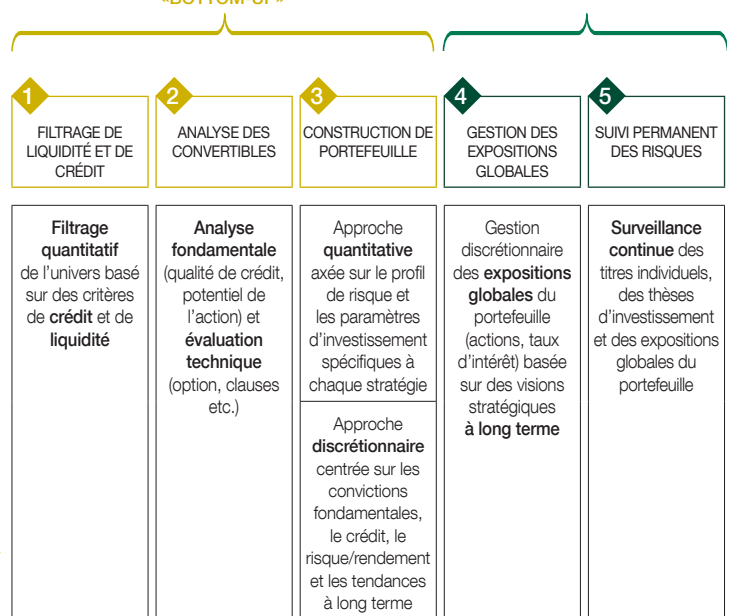 «BOTTOM-UP»
1
FILTRAGE DE
LIQUIDITÉ ET DE
CRÉDIT
2
ANALYSE DES
CONVERTIBLES
3
CONSTRUCTION DE
PORTEFEUILLE
4
GESTION DES
EXPOSITIONS
GLOBALES
5
SUIVI PERMANENT
DES RISQUES
Filtrage
quantitatif
de l'univers basé
sur des critères
de crédit et de
liquidité
Analyse
fondamentale
(qualité de crédit,
potentiel de
l'action) et
évaluation
technique
(option, clauses
etc.)
Approche
quantitative
axée sur le profil
de risque et
les paramètres
d'investissement
spécifiques à
chaque stratégie
Approche
discrétionnaire
centrée sur les
convictions
fondamentales,
le crédit, le
risque/rendement
et les tendances
à long terme
Gestion
discrétionnaire
des expositions
globales du
portefeuille
(actions, taux
d'intérêt) basée
sur des visions
stratégiques
à long terme
Surveillance
continue des
titres individuels,
des thèses
d'investissement
et des expositions
globales du
portefeuille